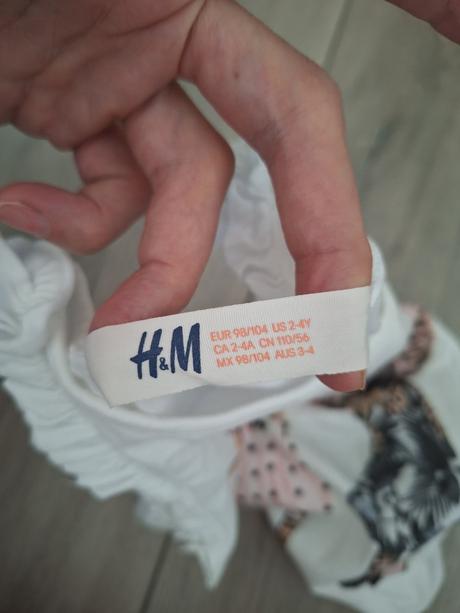 H&M
EUR 98/104 US 2-4Y
CA 2-4A CN 110/56
MX 98/104 AUS 3-4